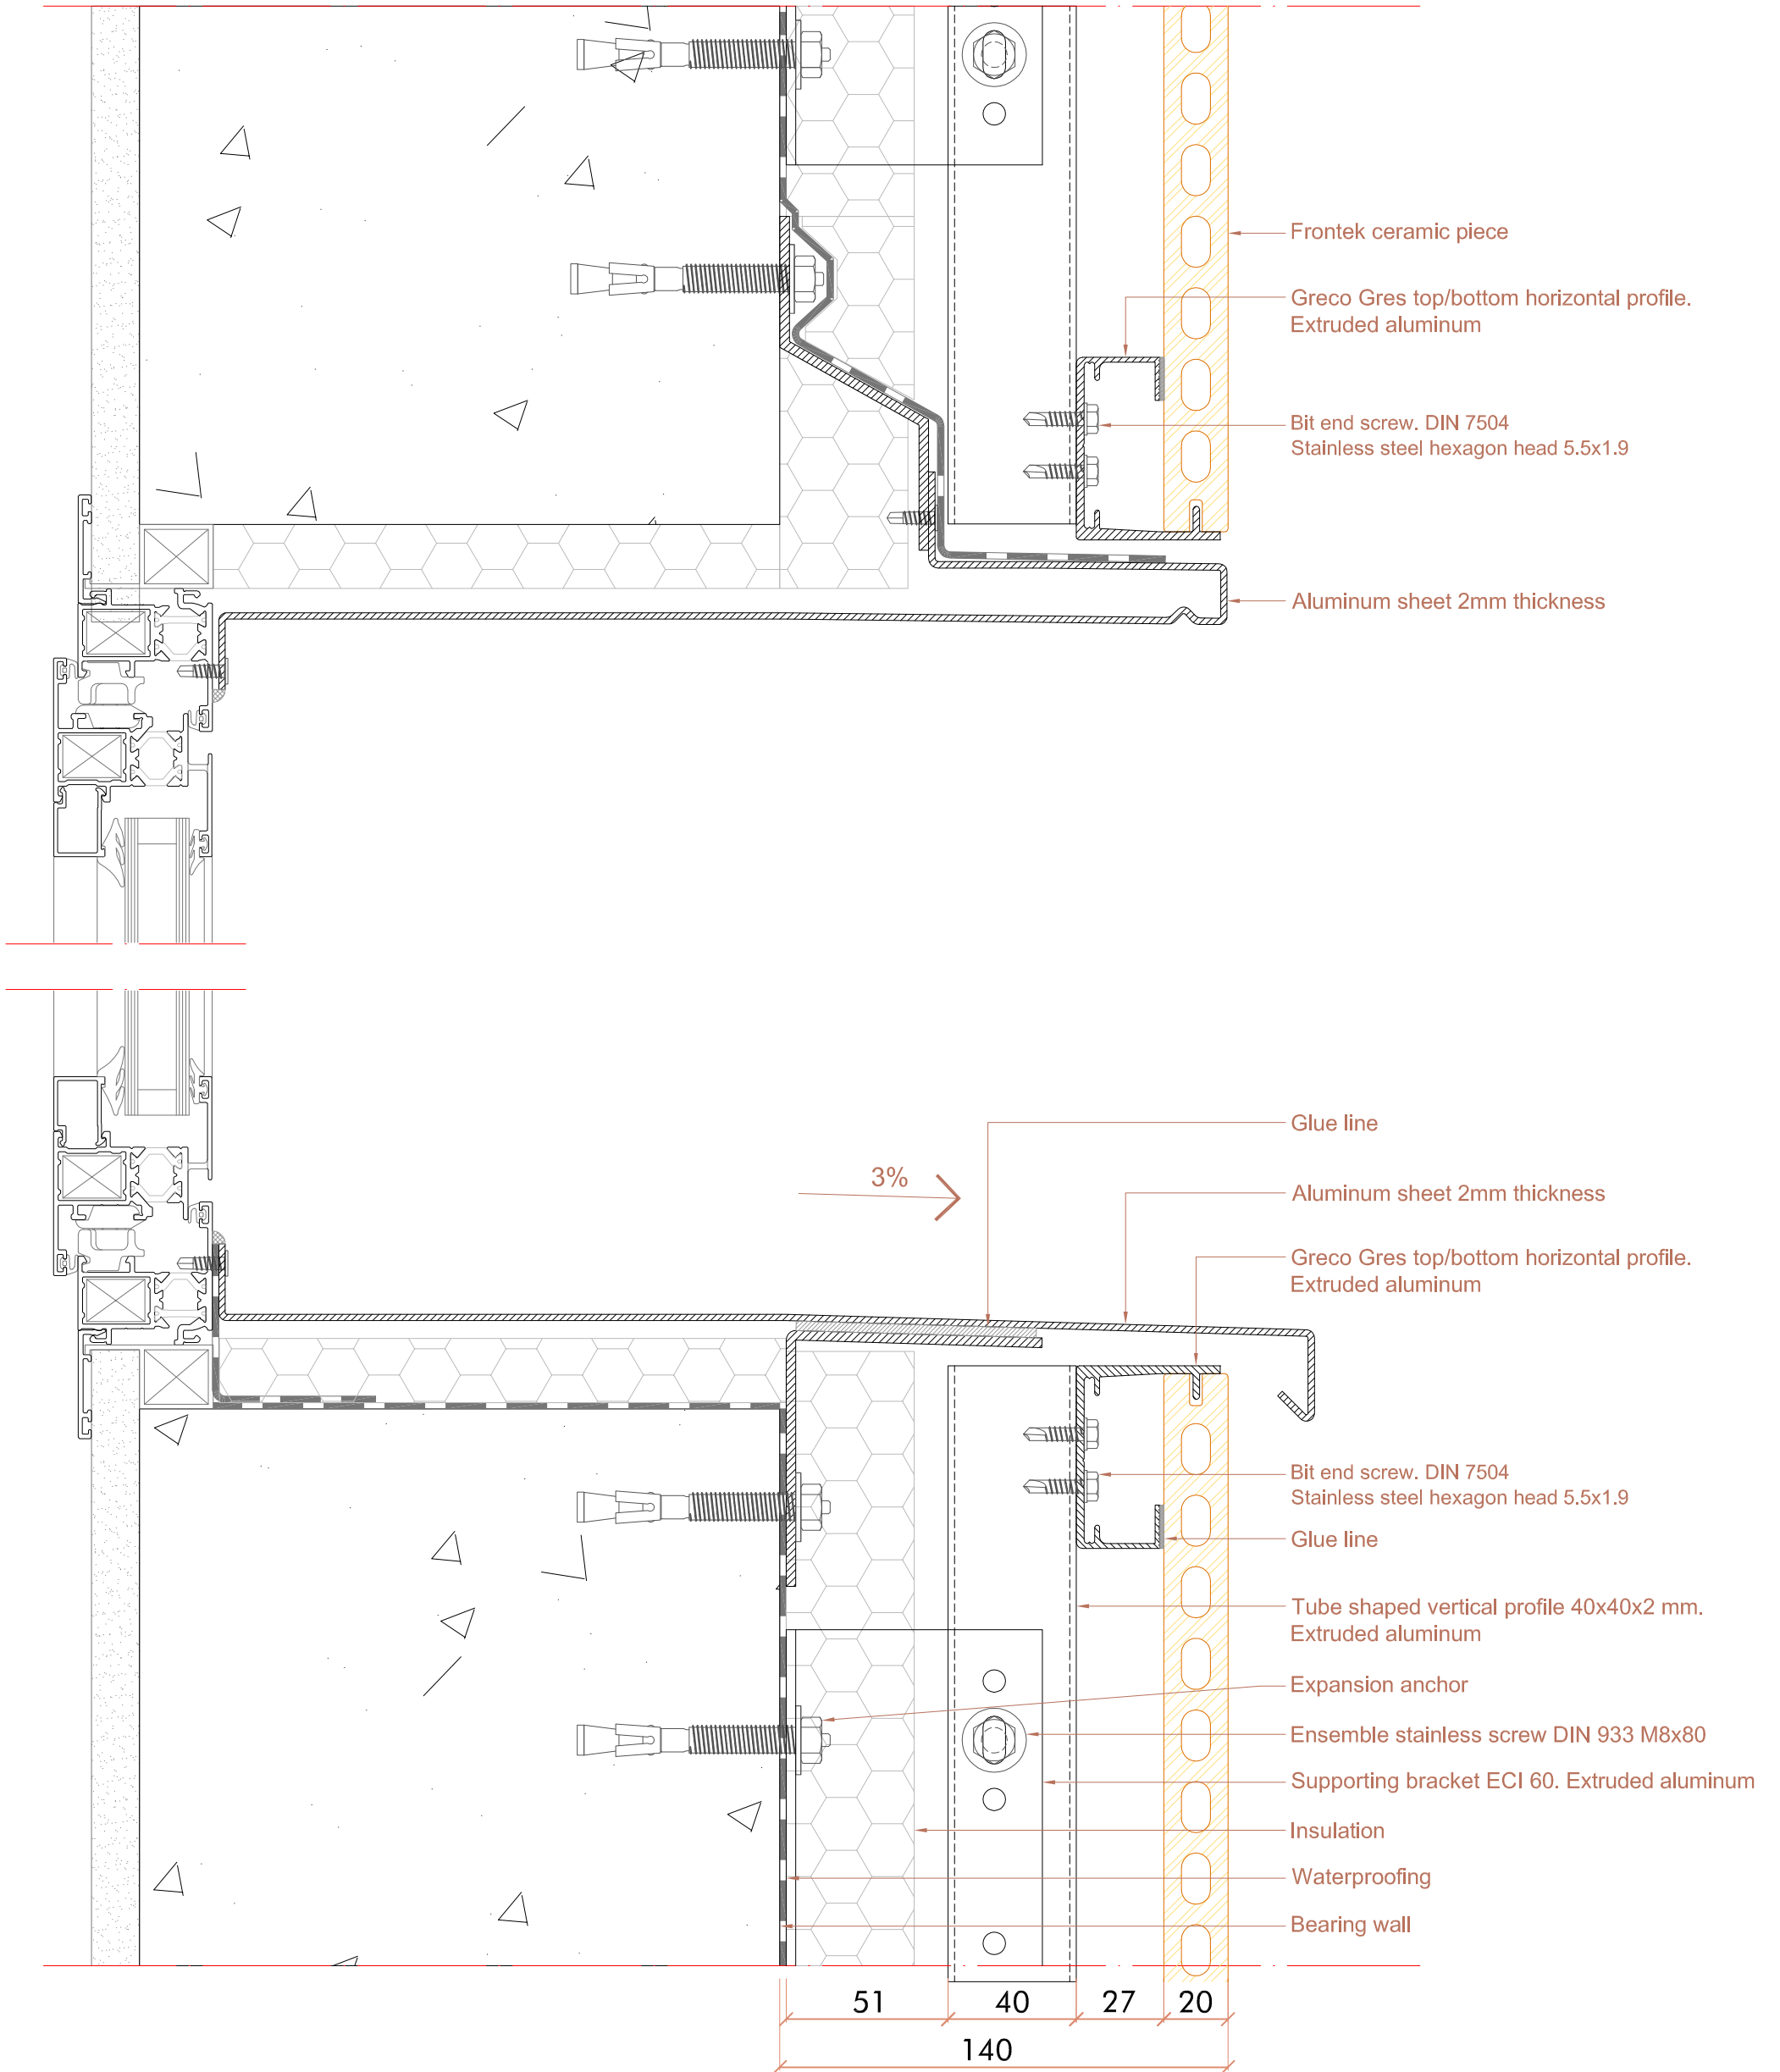 Frontek ceramic piece
Greco Gres top/bottom horizontal profile.
Extruded aluminum
Bit end screw. DIN 7504
Stainless steel hexagon head 5.5x1.9
Aluminum sheet 2mm thickness
Glue line
3%
Aluminum sheet 2mm thickness
Greco Gres top/bottom horizontal profile.
Extruded aluminum
Bit end screw. DIN 7504
Stainless steel hexagon head 5.5x1.9
Glue line
Tube shaped vertical profile 40x40x2 mm.
Extruded aluminum
Expansion anchor
Ensemble stainless screw DIN 933 M8x80
Supporting bracket ECI 60. Extruded aluminum
Insulation
Waterproofing
Bearing wall
51 40 27 20
140